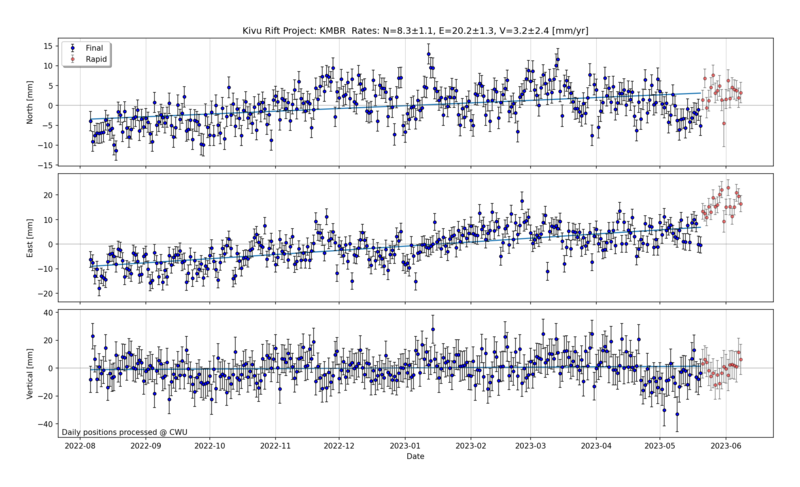 Kivu Rift Project: KMBR Rates: N=8.3±1.1, E=20.2±1.3, V=3.2±2.4 [mm/yr]
Final
Rapid
North [mm]
15
10
5
0
−5
−10
−15
East [mm]
20
10
0
−10
−20
Vertical [mm]
40
20
0
−20
−40
Daily positions processed @ CWU
2022-08 2022-09 2022-10 2022-11 2022-12 2023-01 2023-02 2023-03 2023-04 2023-05 2023-06
Date